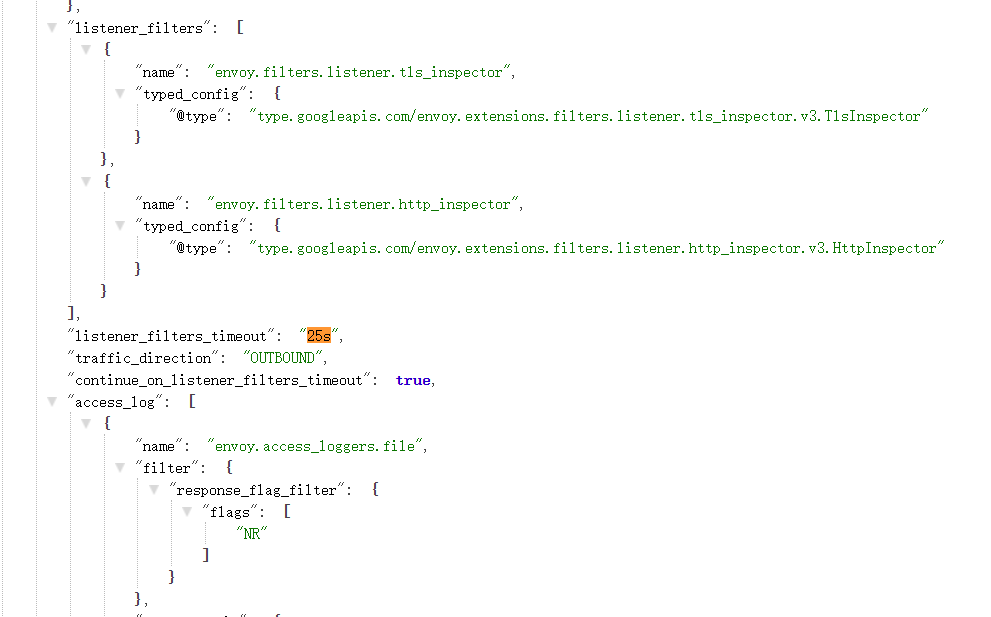 },
"listener_filters": [
{
"name": "envoy.filters.listener.tls_inspector",
"typed_config": {
"@type": "type.googleapis.com/envoy.extensions.filters.listener.tls_inspector.v3.TlsInspector"
}
},
{
"name": "envoy.filters.listener.http_inspector",
"typed_config": {
"@type": "type.googleapis.com/envoy.extensions.filters.listener.http_inspector.v3.HttpInspector"
}
}
],
"listener_filters_timeout": "25s",
"traffic_direction": "OUTBOUND",
"continue_on_listener_filters_timeout": true,
"access_log": [
{
"name": "envoy.access_loggers.file",
"filter": {
"response_flag_filter": {
"flags": [
"NR"
]
}
},